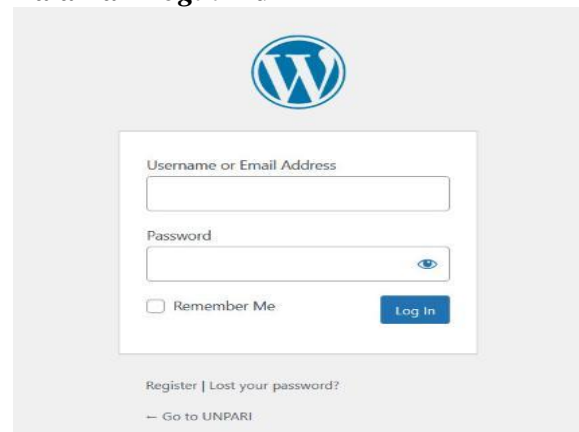 Username or Email Address
Password
Remember Me
Log In
Register | Lost your password?
← Go to UNPARI